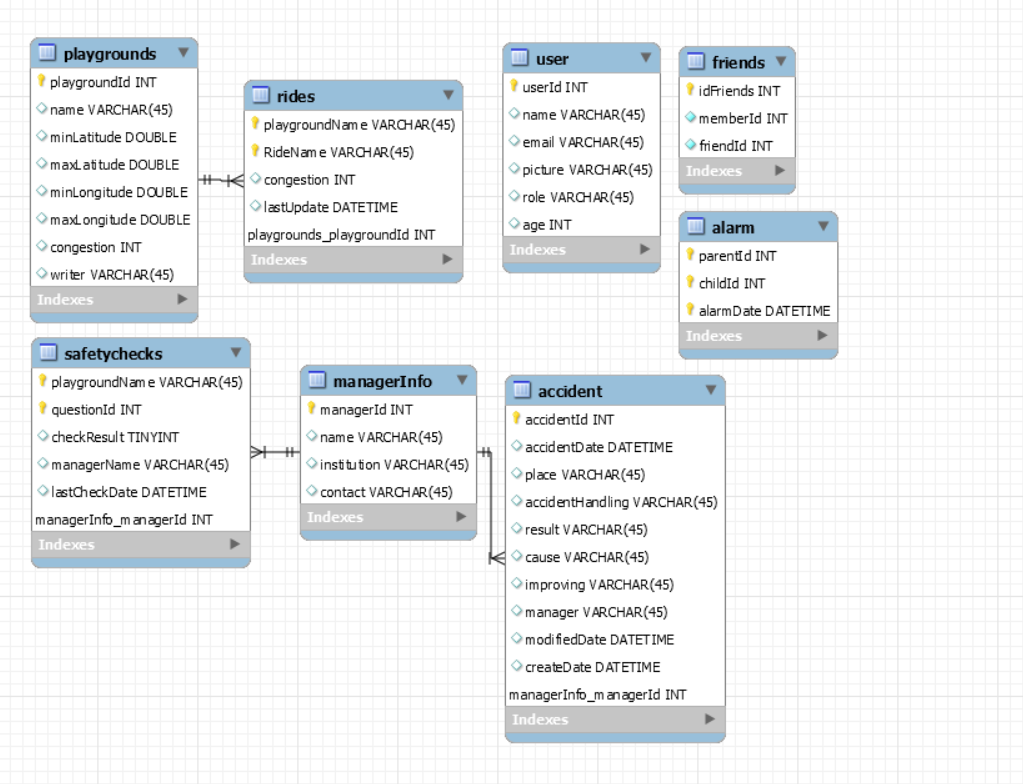 playgrounds
playgroundId INT
name VARCHAR(45)
minLatitude DOUBLE
maxLatitude DOUBLE
minLongitude DOUBLE
maxLongitude DOUBLE
congestion INT
writer VARCHAR(45)
Indexes
rides
playgroundName VARCHAR(45)
RideName VARCHAR(45)
congestion INT
lastUpdate DATETIME
playgrounds_playgroundId INT
Indexes
user
userId INT
name VARCHAR(45)
email VARCHAR(45)
picture VARCHAR(45)
role VARCHAR(45)
age INT
Indexes
friends
idFriends INT
memberId INT
friendId INT
Indexes
alarm
parentId INT
childId INT
alarmDate DATETIME
Indexes
safetychecks
playgroundName VARCHAR(45)
questionId INT
checkResult TINYINT
managerName VARCHAR(45)
lastCheckDate DATETIME
managerInfo_managerId INT
Indexes
managerInfo
managerId INT
name VARCHAR(45)
institution VARCHAR(45)
contact VARCHAR(45)
Indexes
accident
accidentId INT
accidentDate DATETIME
place VARCHAR(45)
accidentHandling VARCHAR(45)
result VARCHAR(45)
cause VARCHAR(45)
improving VARCHAR(45)
manager VARCHAR(45)
modifiedDate DATETIME
createDate DATETIME
managerInfo_managerId INT
Indexes